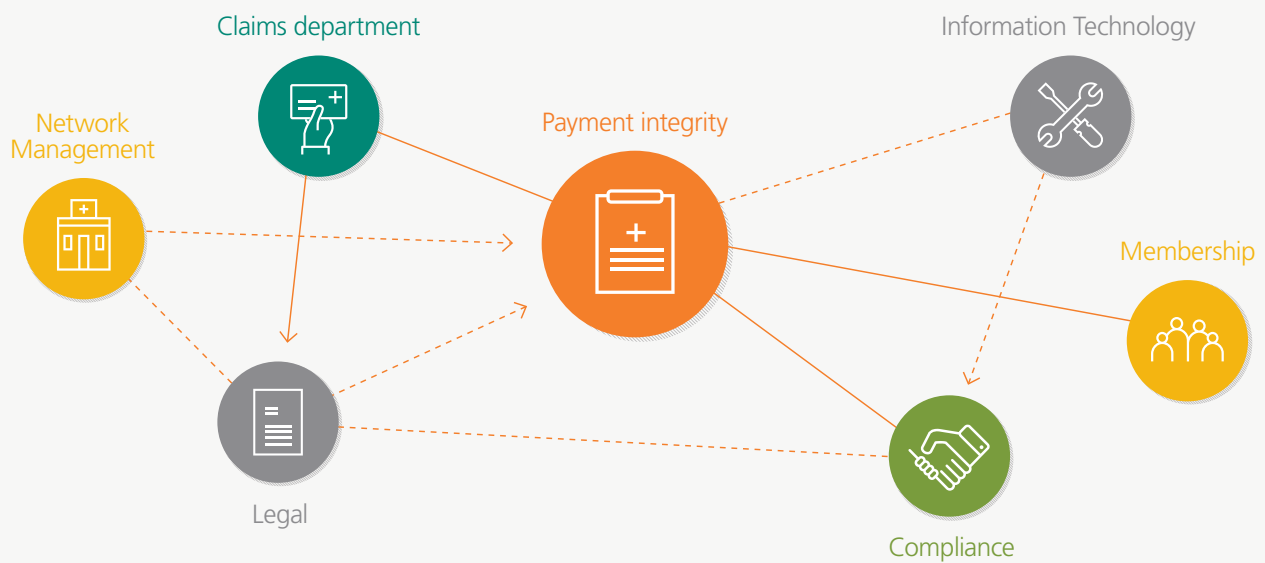 Claims department
Information Technology
Network
Management
Payment integrity
Membership
Legal
Compliance